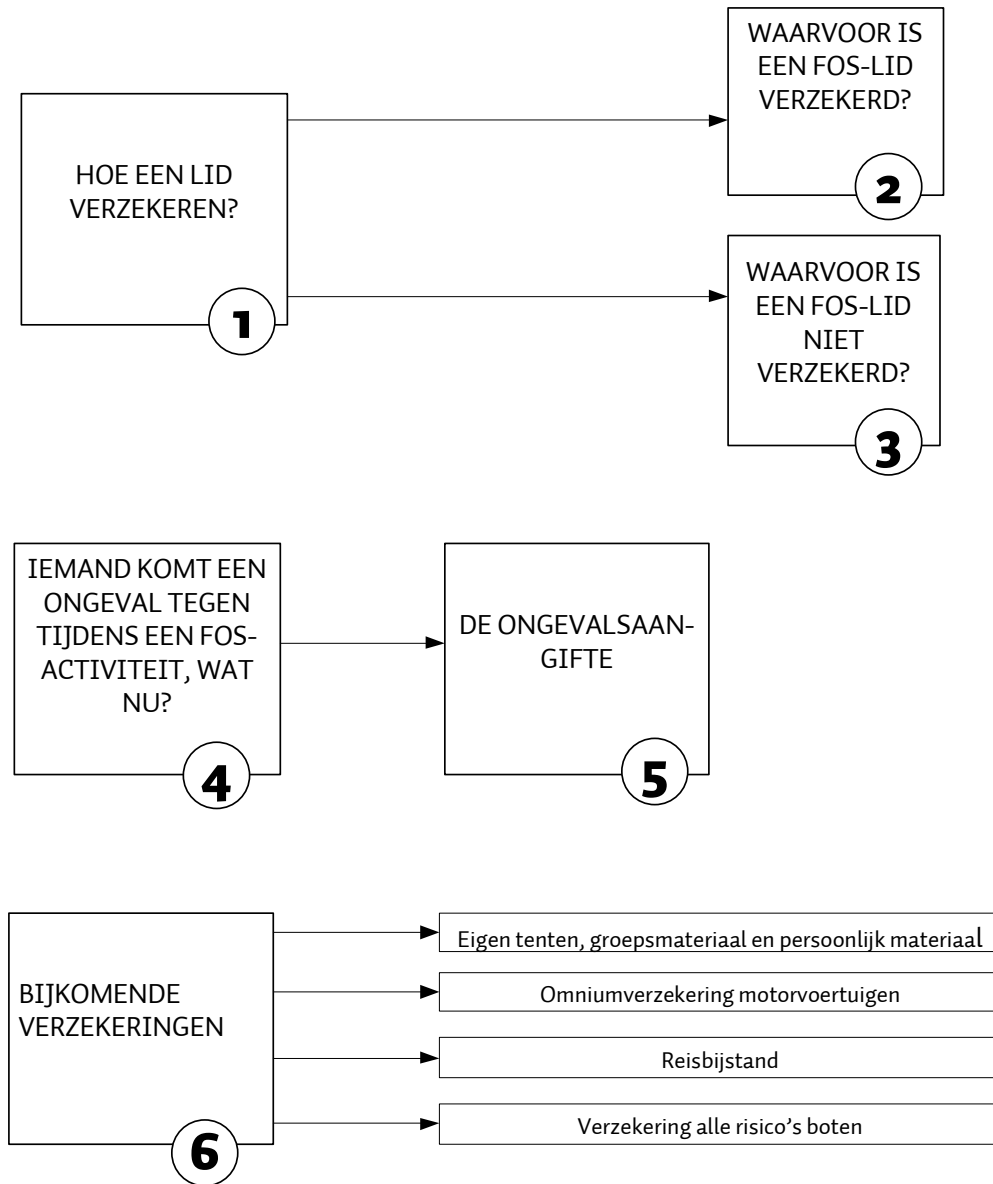 HOE EEN LID
VERZEKEREN?
1
WAARVOOR IS
EEN FOS-LID
VERZEKERD?
2
WAARVOOR IS
EEN FOS-LID
NIET
VERZEKERD?
3
IEMAND KOMT EEN
ONGEVAL TEGEN
TIJDENS EEN FOS-
ACTIVITEIT, WAT
NU?
4
DE ONGEVALSAAN-
GIFTE
5
BIJKOMENDE
VERZEKERINGEN
6
Eigen tenten, groepsmateriaal en persoonlijk materiaal
Omniumverzekering motorvoertuigen
Reisbijstand
Verzekering alle risico’s boten